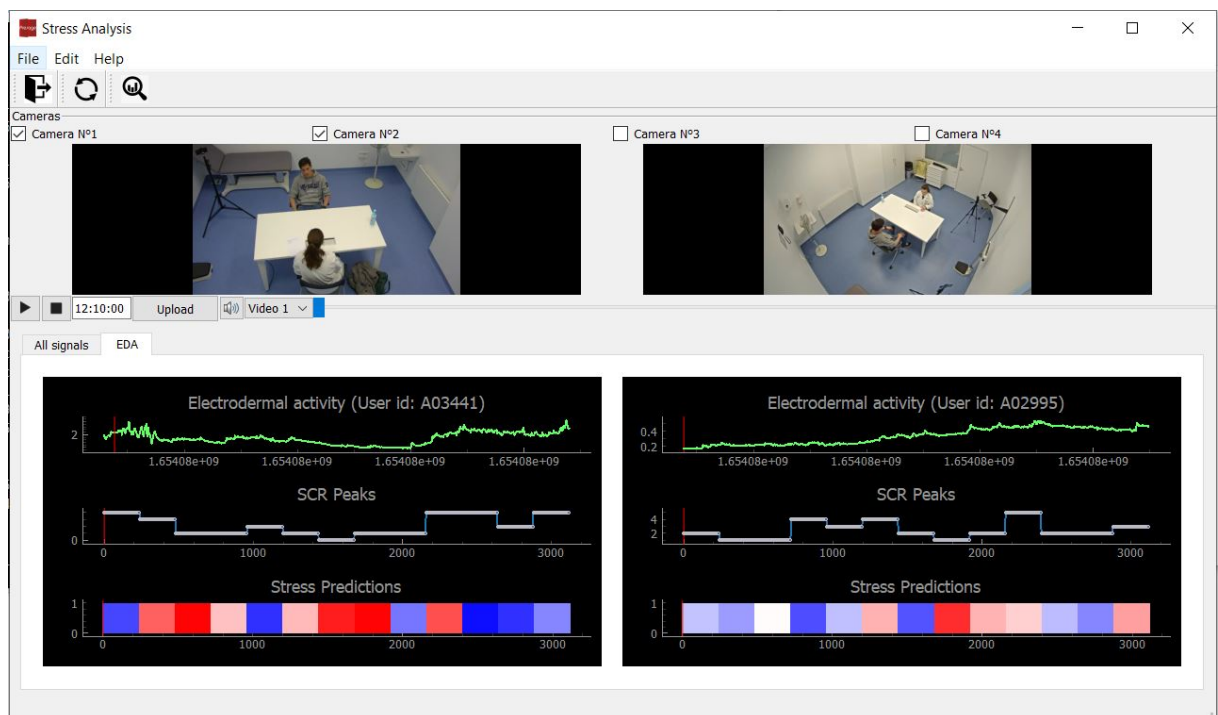 Stress Analysis
File Edit Help
Cameras
Camera Nº1 Camera Nº2 Camera Nº3 Camera Nº4
12:10:00 Upload Video 1
All signals EDA
Electrodermal activity (User id: A03441)
2
1.65408e+09 1.65408e+09 1.65408e+09 1.65408e+09
SCR Peaks
0
0 1000 2000 3000
Stress Predictions
1
0
0 1000 2000 3000
Electrodermal activity (User id: A02995)
0.4
0.2
1.65408e+09 1.65408e+09 1.65408e+09 1.65408e+09
SCR Peaks
4
2
0 1000 2000 3000
Stress Predictions
1
0
0 1000 2000 3000